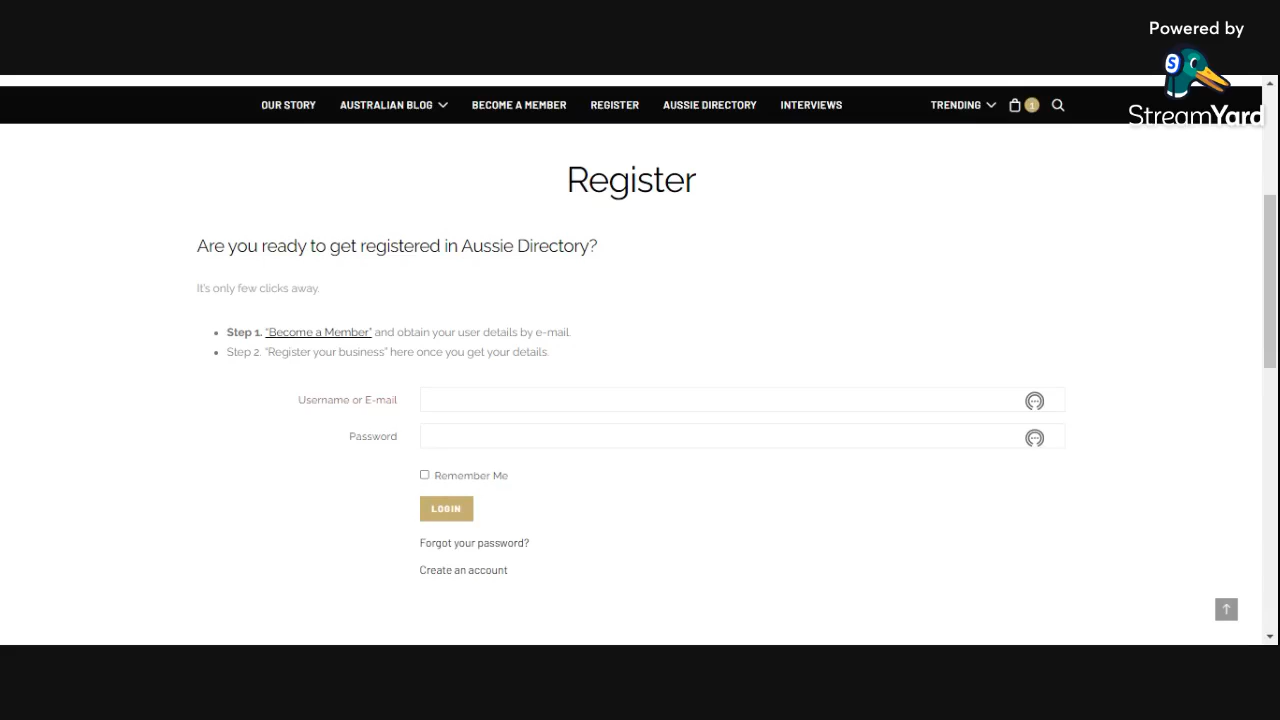 Powered by
S
StreamYard
OUR STORY AUSTRALIAN BLOG BECOME A MEMBER REGISTER AUSSIE DIRECTORY INTERVIEWS TRENDING 1
Register
Are you ready to get registered in Aussie Directory?
It's only few clicks away.
Step 1. "Become a Member" and obtain your user details by e-mail.
Step 2. "Register your business" here once you get your details.
Username or E-mail
Password
Remember Me
LOGIN
Forgot your password?
Create an account